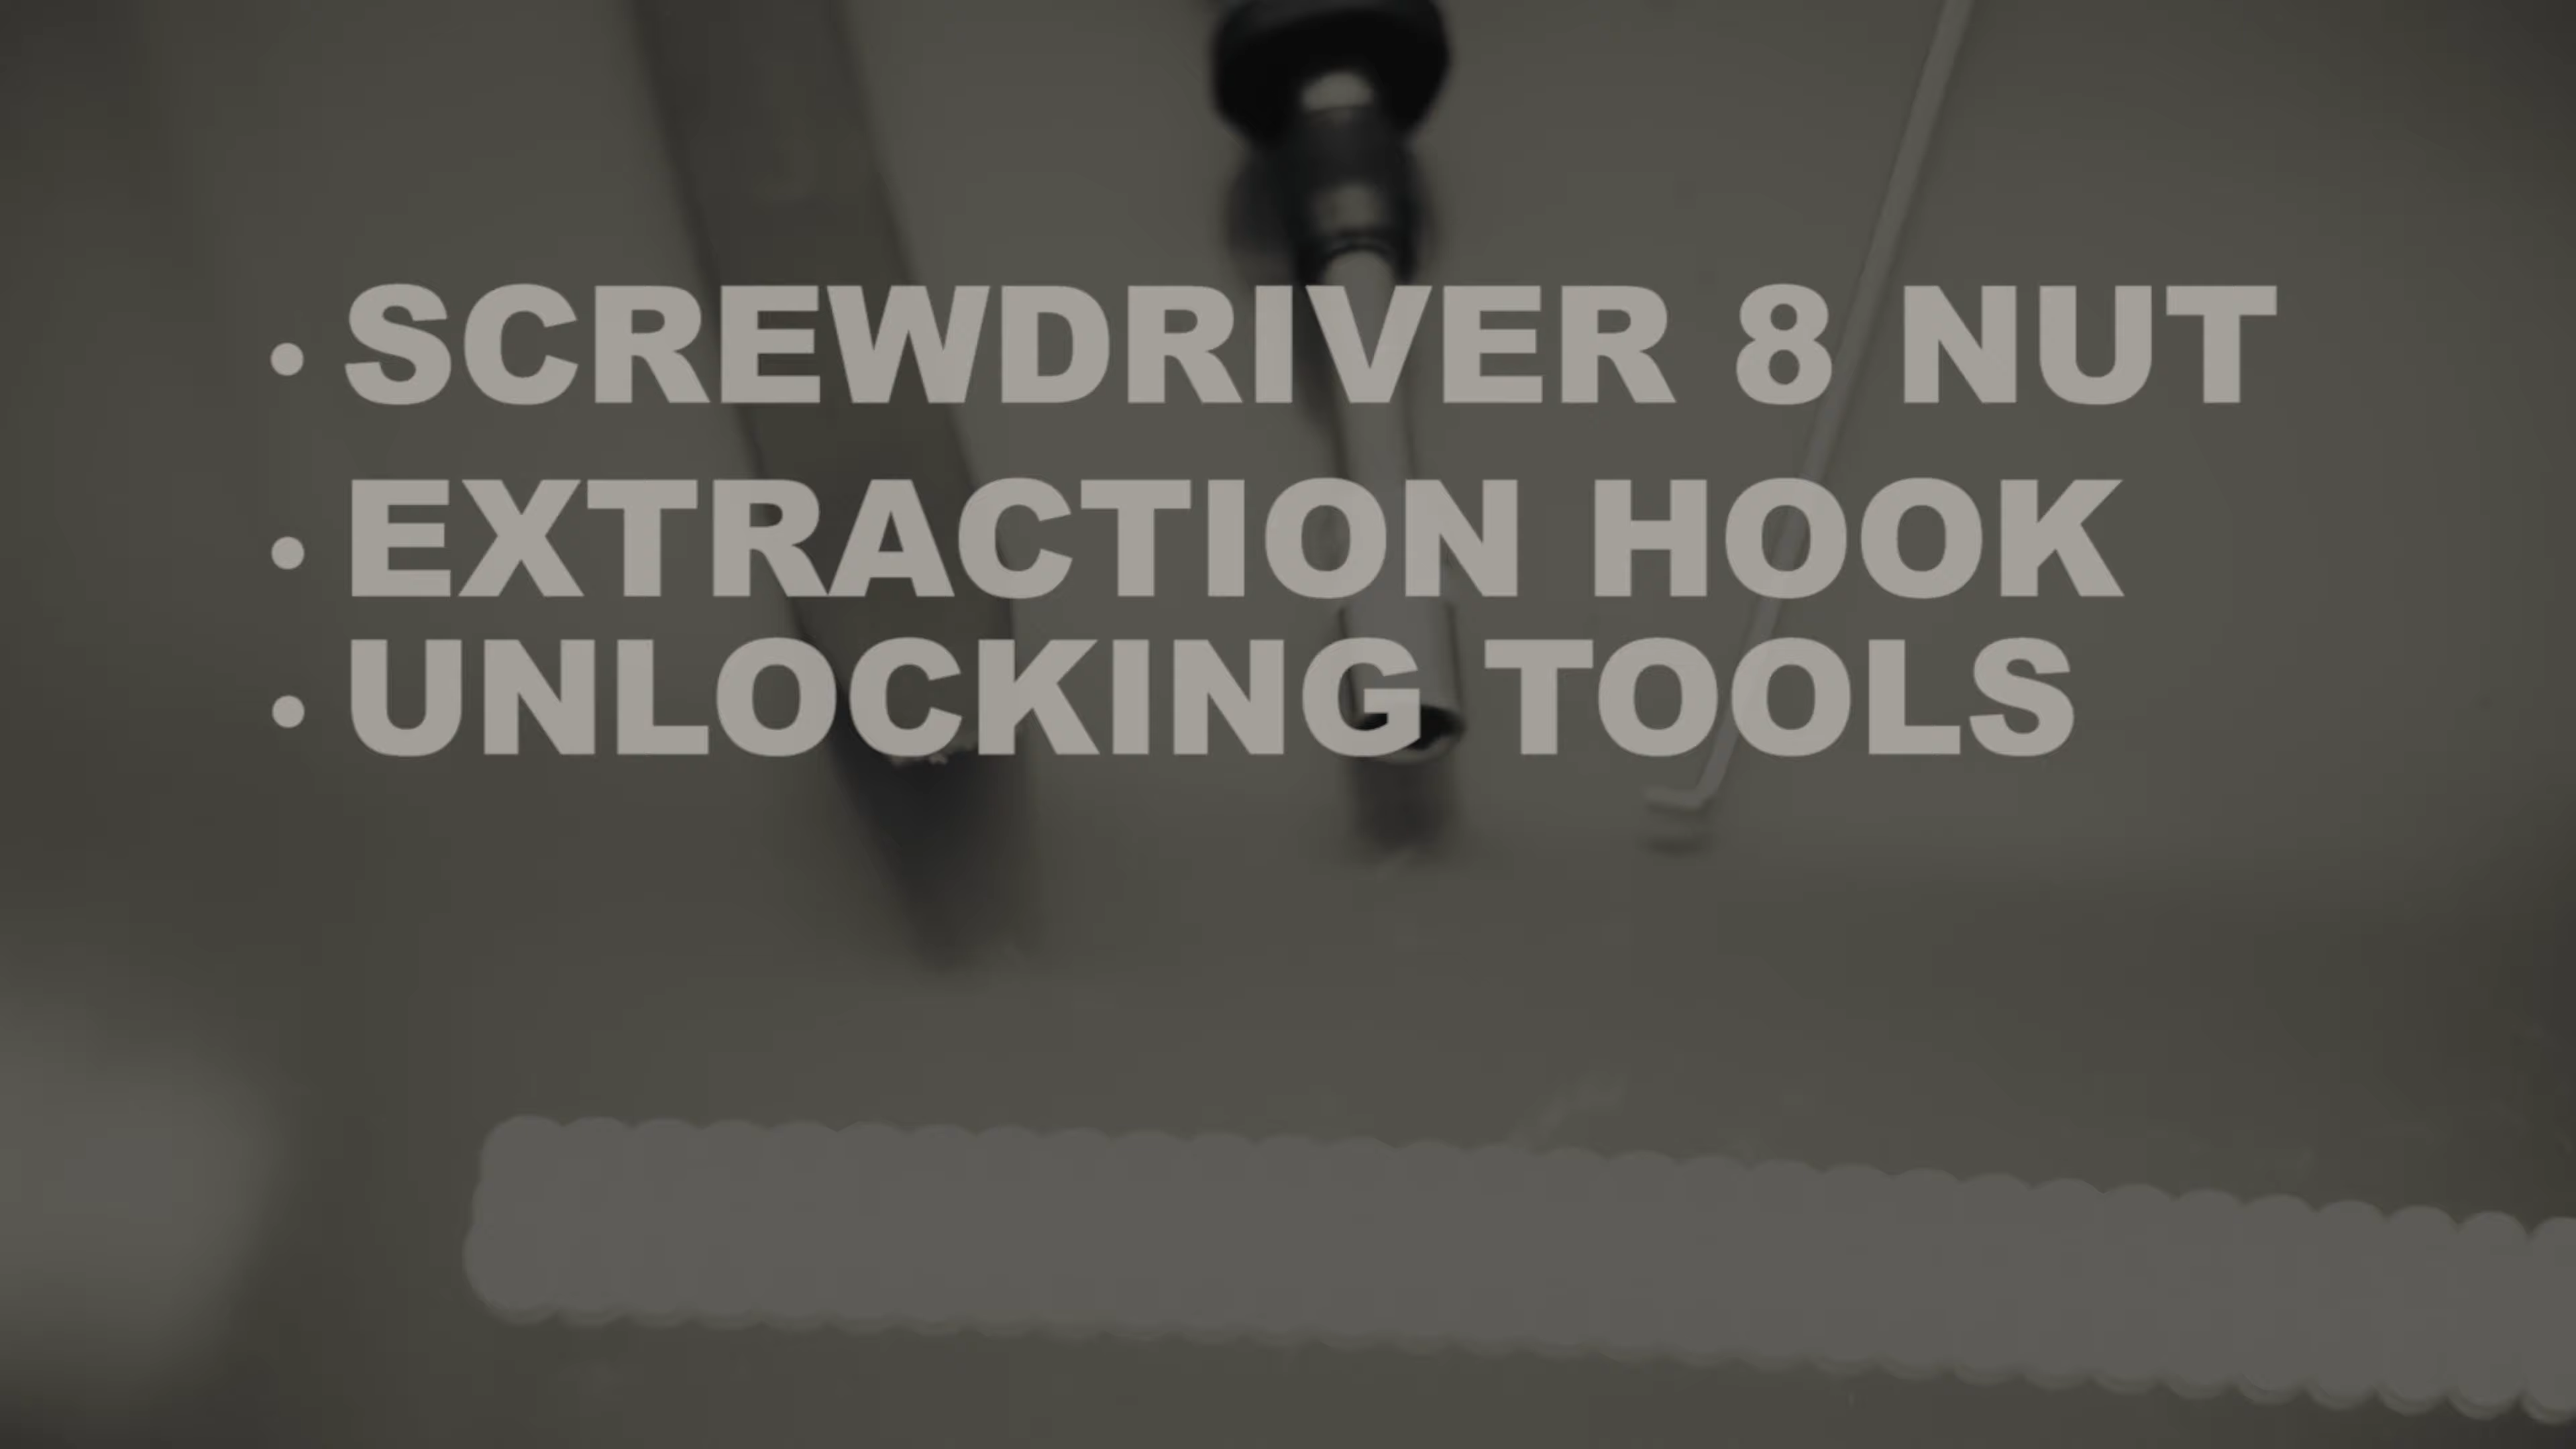 • SCREWDRIVER 8 NUT
• EXTRACTION HOOK
• UNLOCKING TOOLS